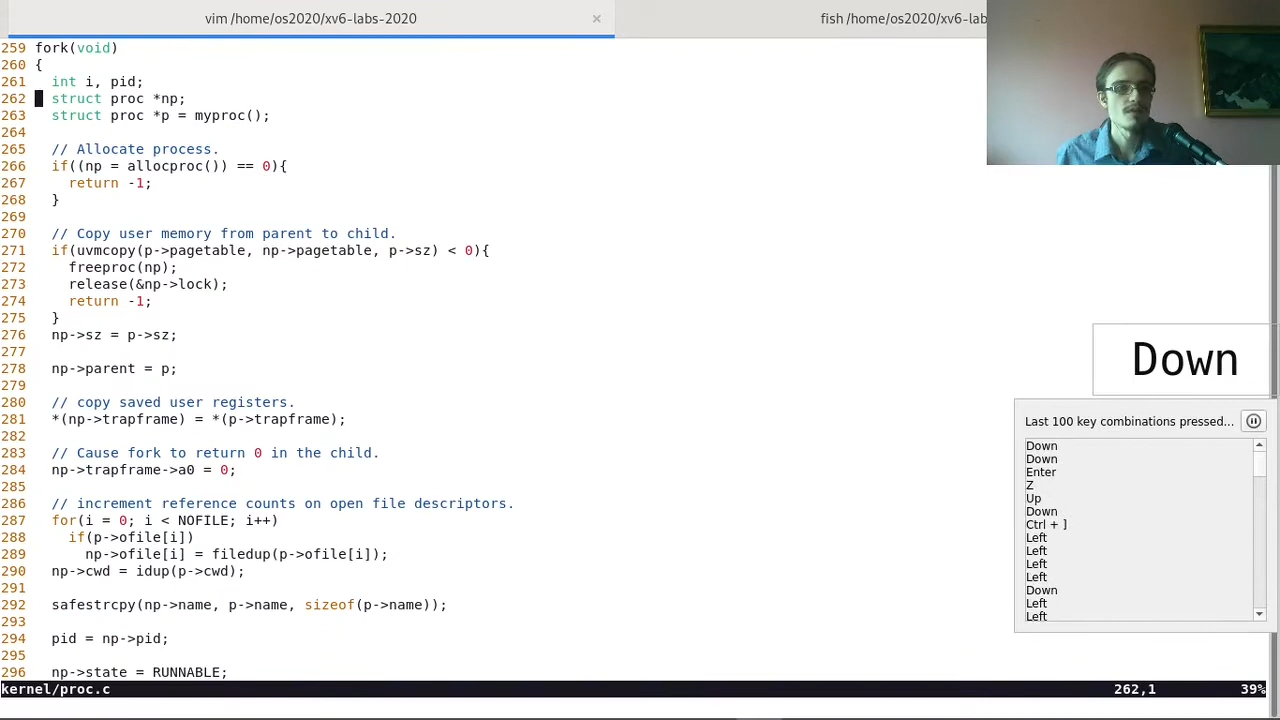 vim /home/os2020/xv6-labs-2020
×
fish /home/os2020/xv6-lab
259 fork(void)
260 {
261   int i, pid;
262   struct proc *np;
263   struct proc *p = myproc();
264
265   // Allocate process.
266   if((np = allocproc()) == 0){
267     return -1;
268   }
269
270   // Copy user memory from parent to child.
271   if(uvmcopy(p->pagetable, np->pagetable, p->sz) < 0){
272     freeproc(np);
273     release(&np->lock);
274     return -1;
275   }
276   np->sz = p->sz;
277
278   np->parent = p;
279
280   // copy saved user registers.
281   *(np->trapframe) = *(p->trapframe);
282
283   // Cause fork to return 0 in the child.
284   np->trapframe->a0 = 0;
285
286   // increment reference counts on open file descriptors.
287   for(i = 0; i < NOFILE; i++)
288     if(p->ofile[i])
289       np->ofile[i] = filedup(p->ofile[i]);
290   np->cwd = idup(p->cwd);
291
292   safestrcpy(np->name, p->name, sizeof(p->name));
293
294   pid = np->pid;
295
296   np->state = RUNNABLE;
kernel/proc.c 262,1 39%
Down
Last 100 key combinations pressed...
Down
Down
Enter
Z
Up
Down
Ctrl + ]
Left
Left
Left
Left
Down
Left
Left